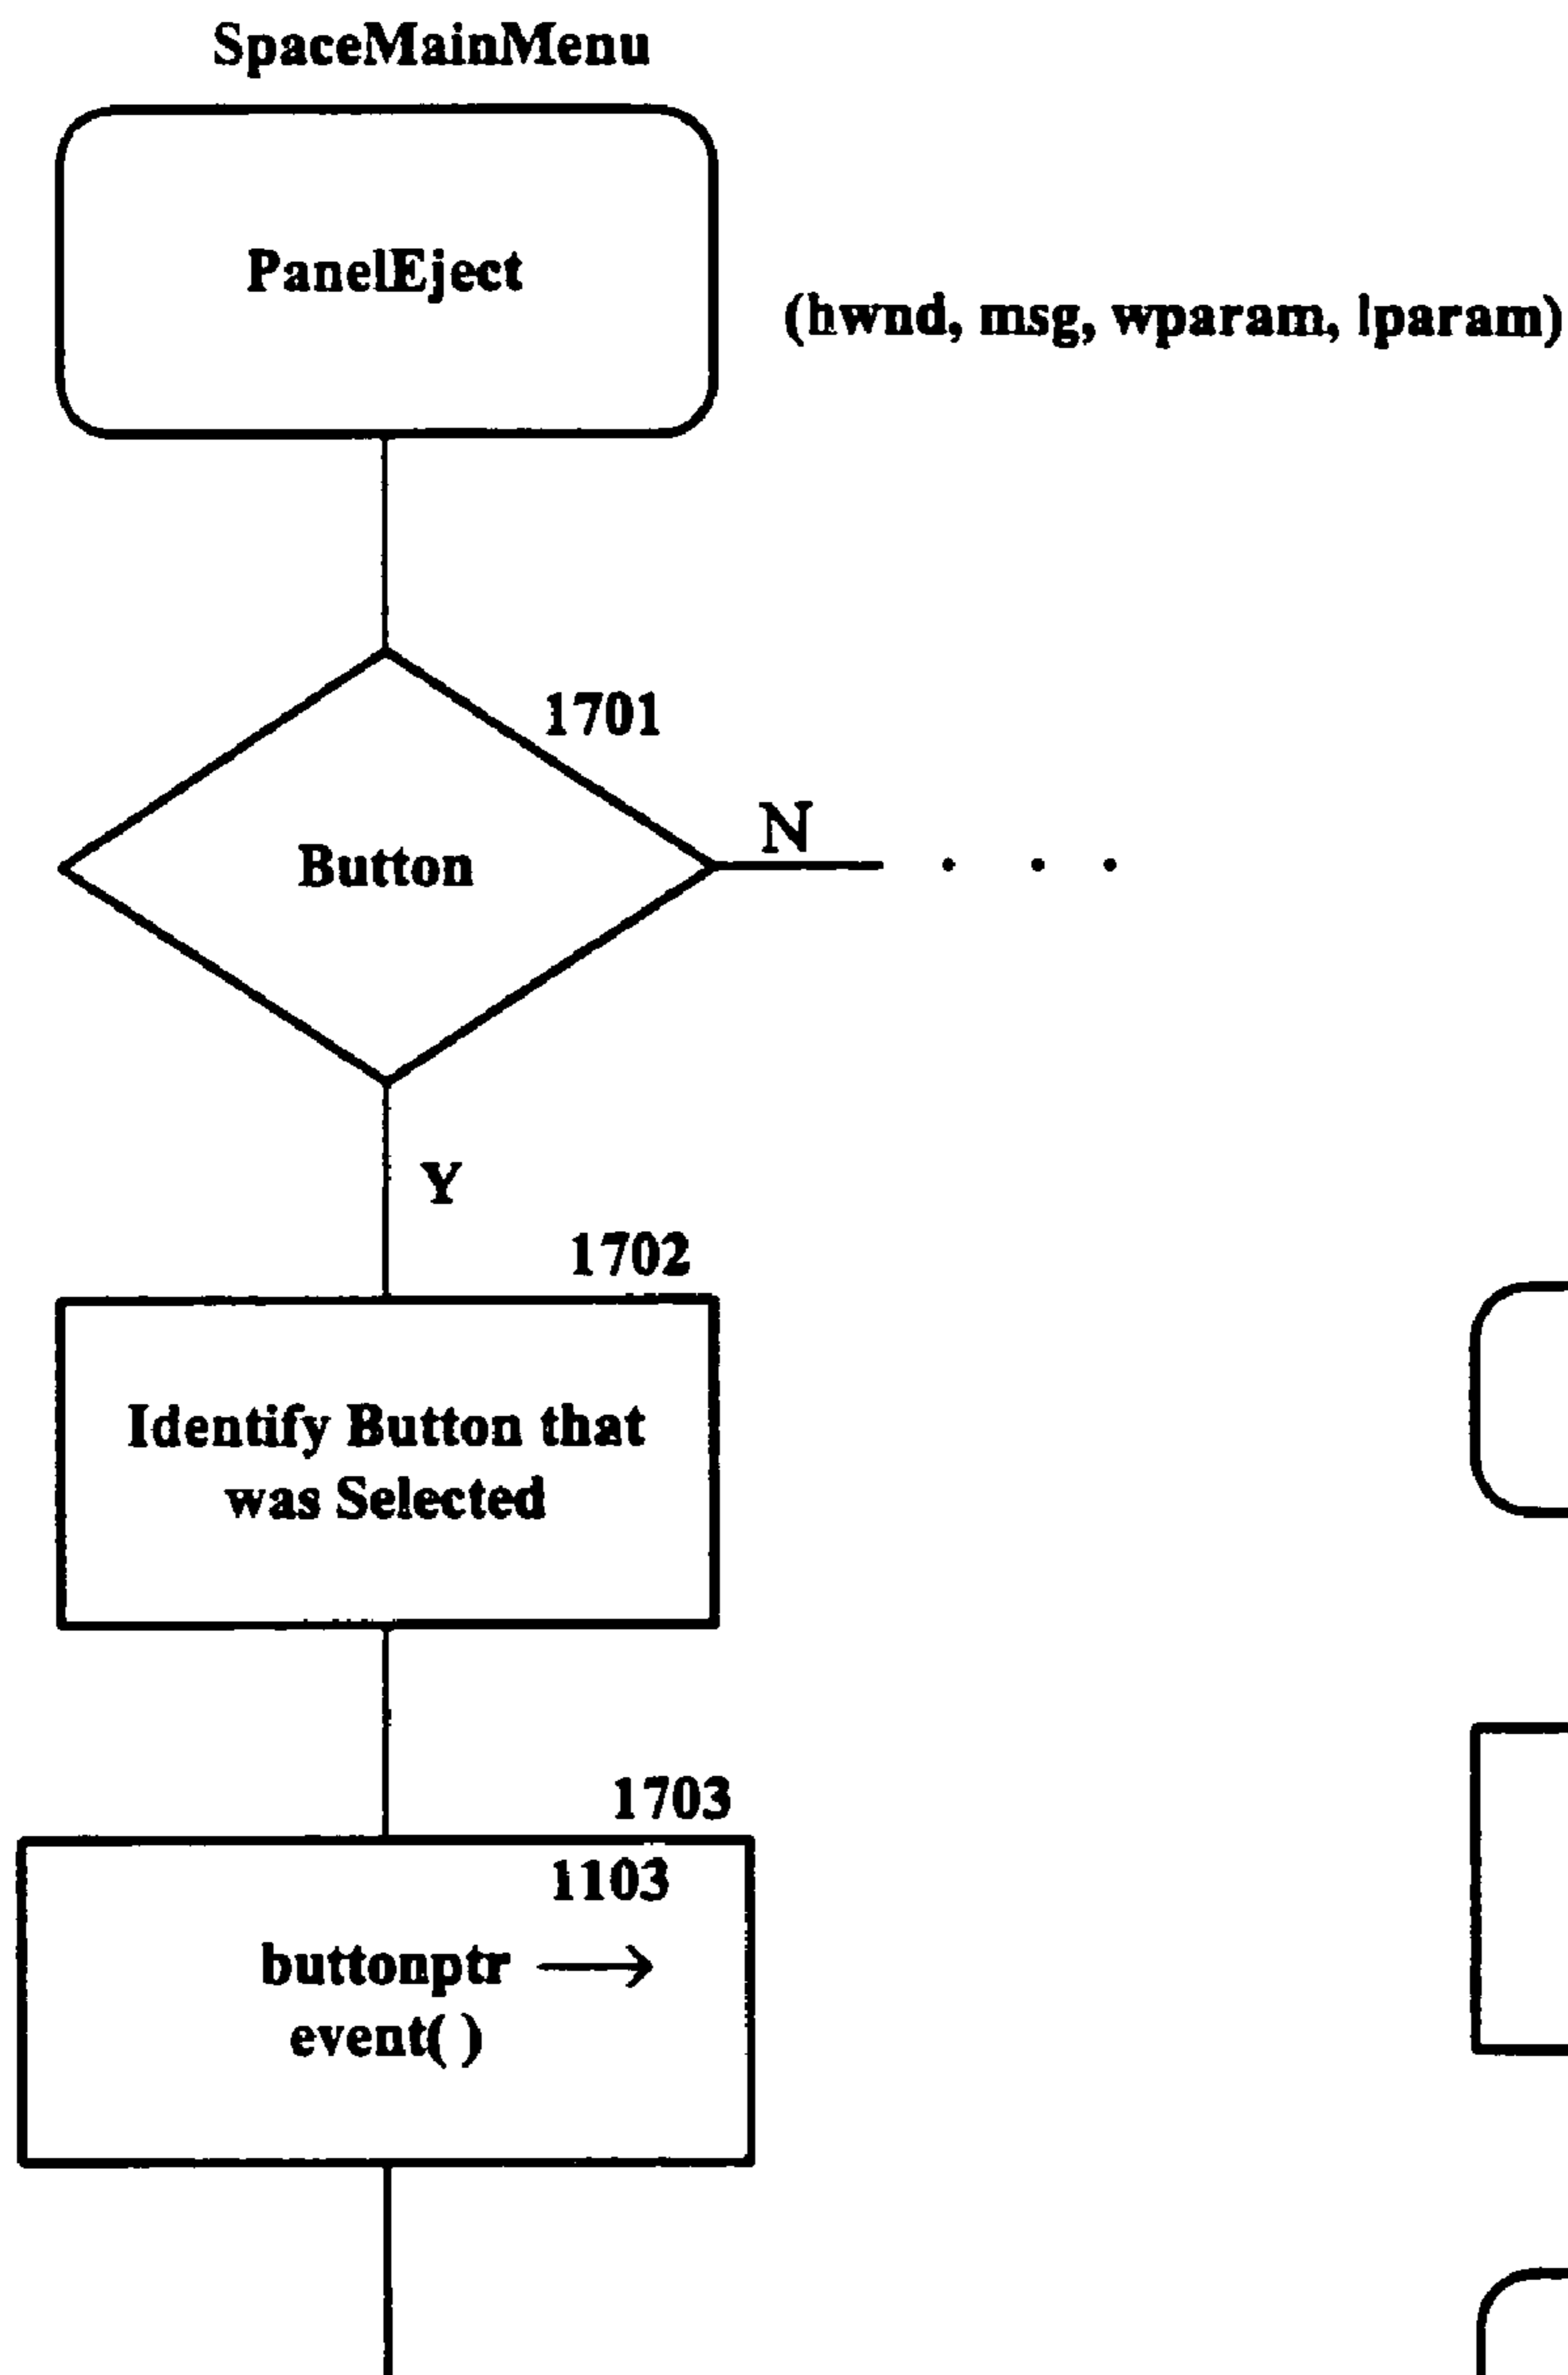 SpaceMainMenu
PanelEject
(hwnd, msg, wparam, lparam)
1701
N
Button
. . .
Y
1702
Identify Button that
was Selected
1703
1103
buttonptr →
event( )